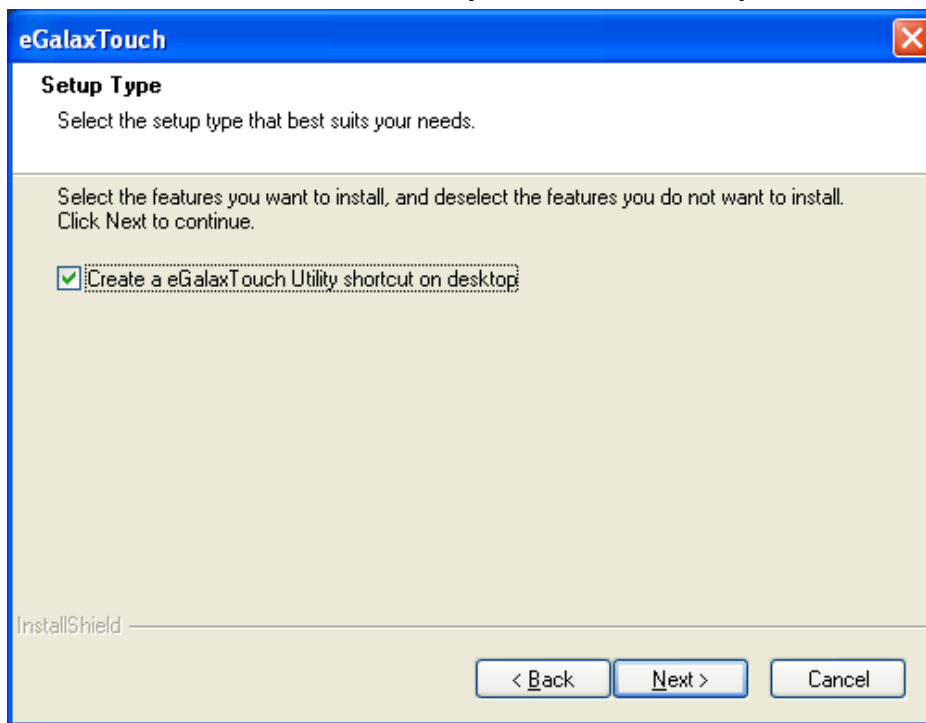 eGalaxTouch
Setup Type
Select the setup type that best suits your needs.
Select the features you want to install, and deselect the features you do not want to install.
Click Next to continue.
Create a eGalaxTouch Utility shortcut on desktop
InstallShield
< Back Next > Cancel